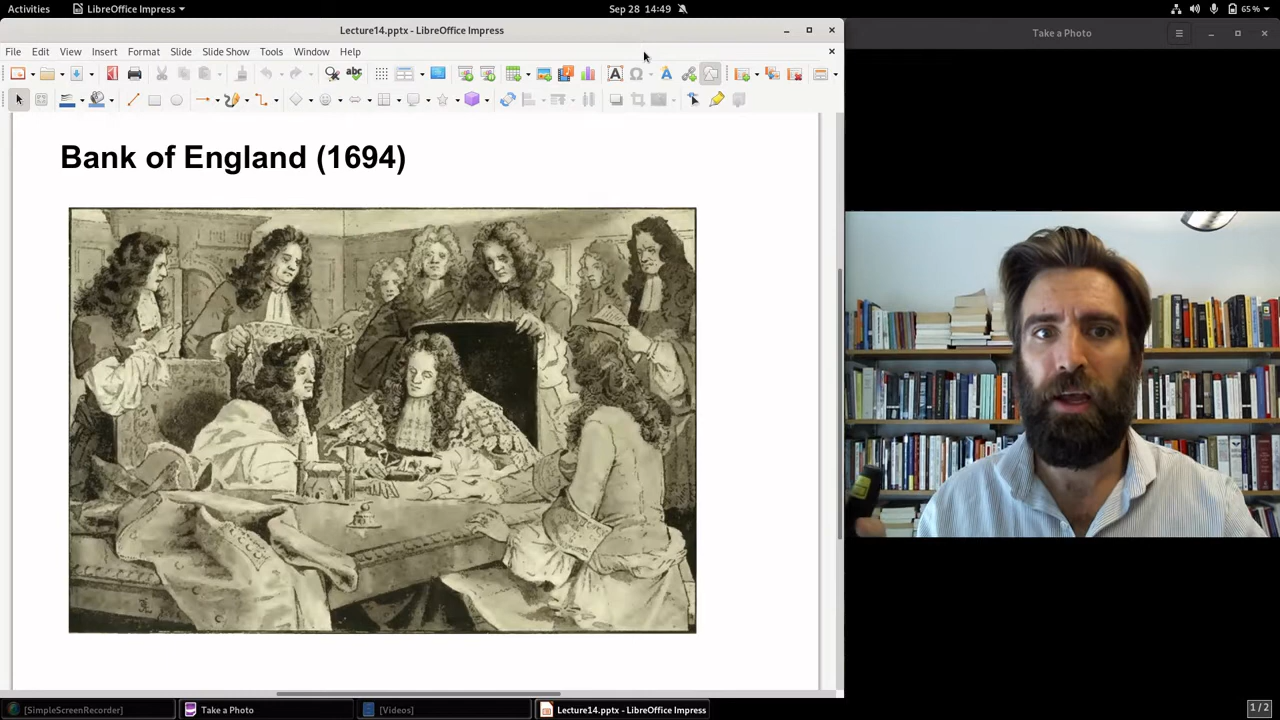 Activities
LibreOffice Impress
Sep 28 14:49
65 %
Lecture14.pptx - LibreOffice Impress
Take a Photo
File Edit View Insert Format Slide Slide Show Tools Window Help
Bank of England (1694)
[SimpleScreenRecorder]
Take a Photo
[Videos]
Lecture14.pptx - LibreOffice Impress
1 / 2